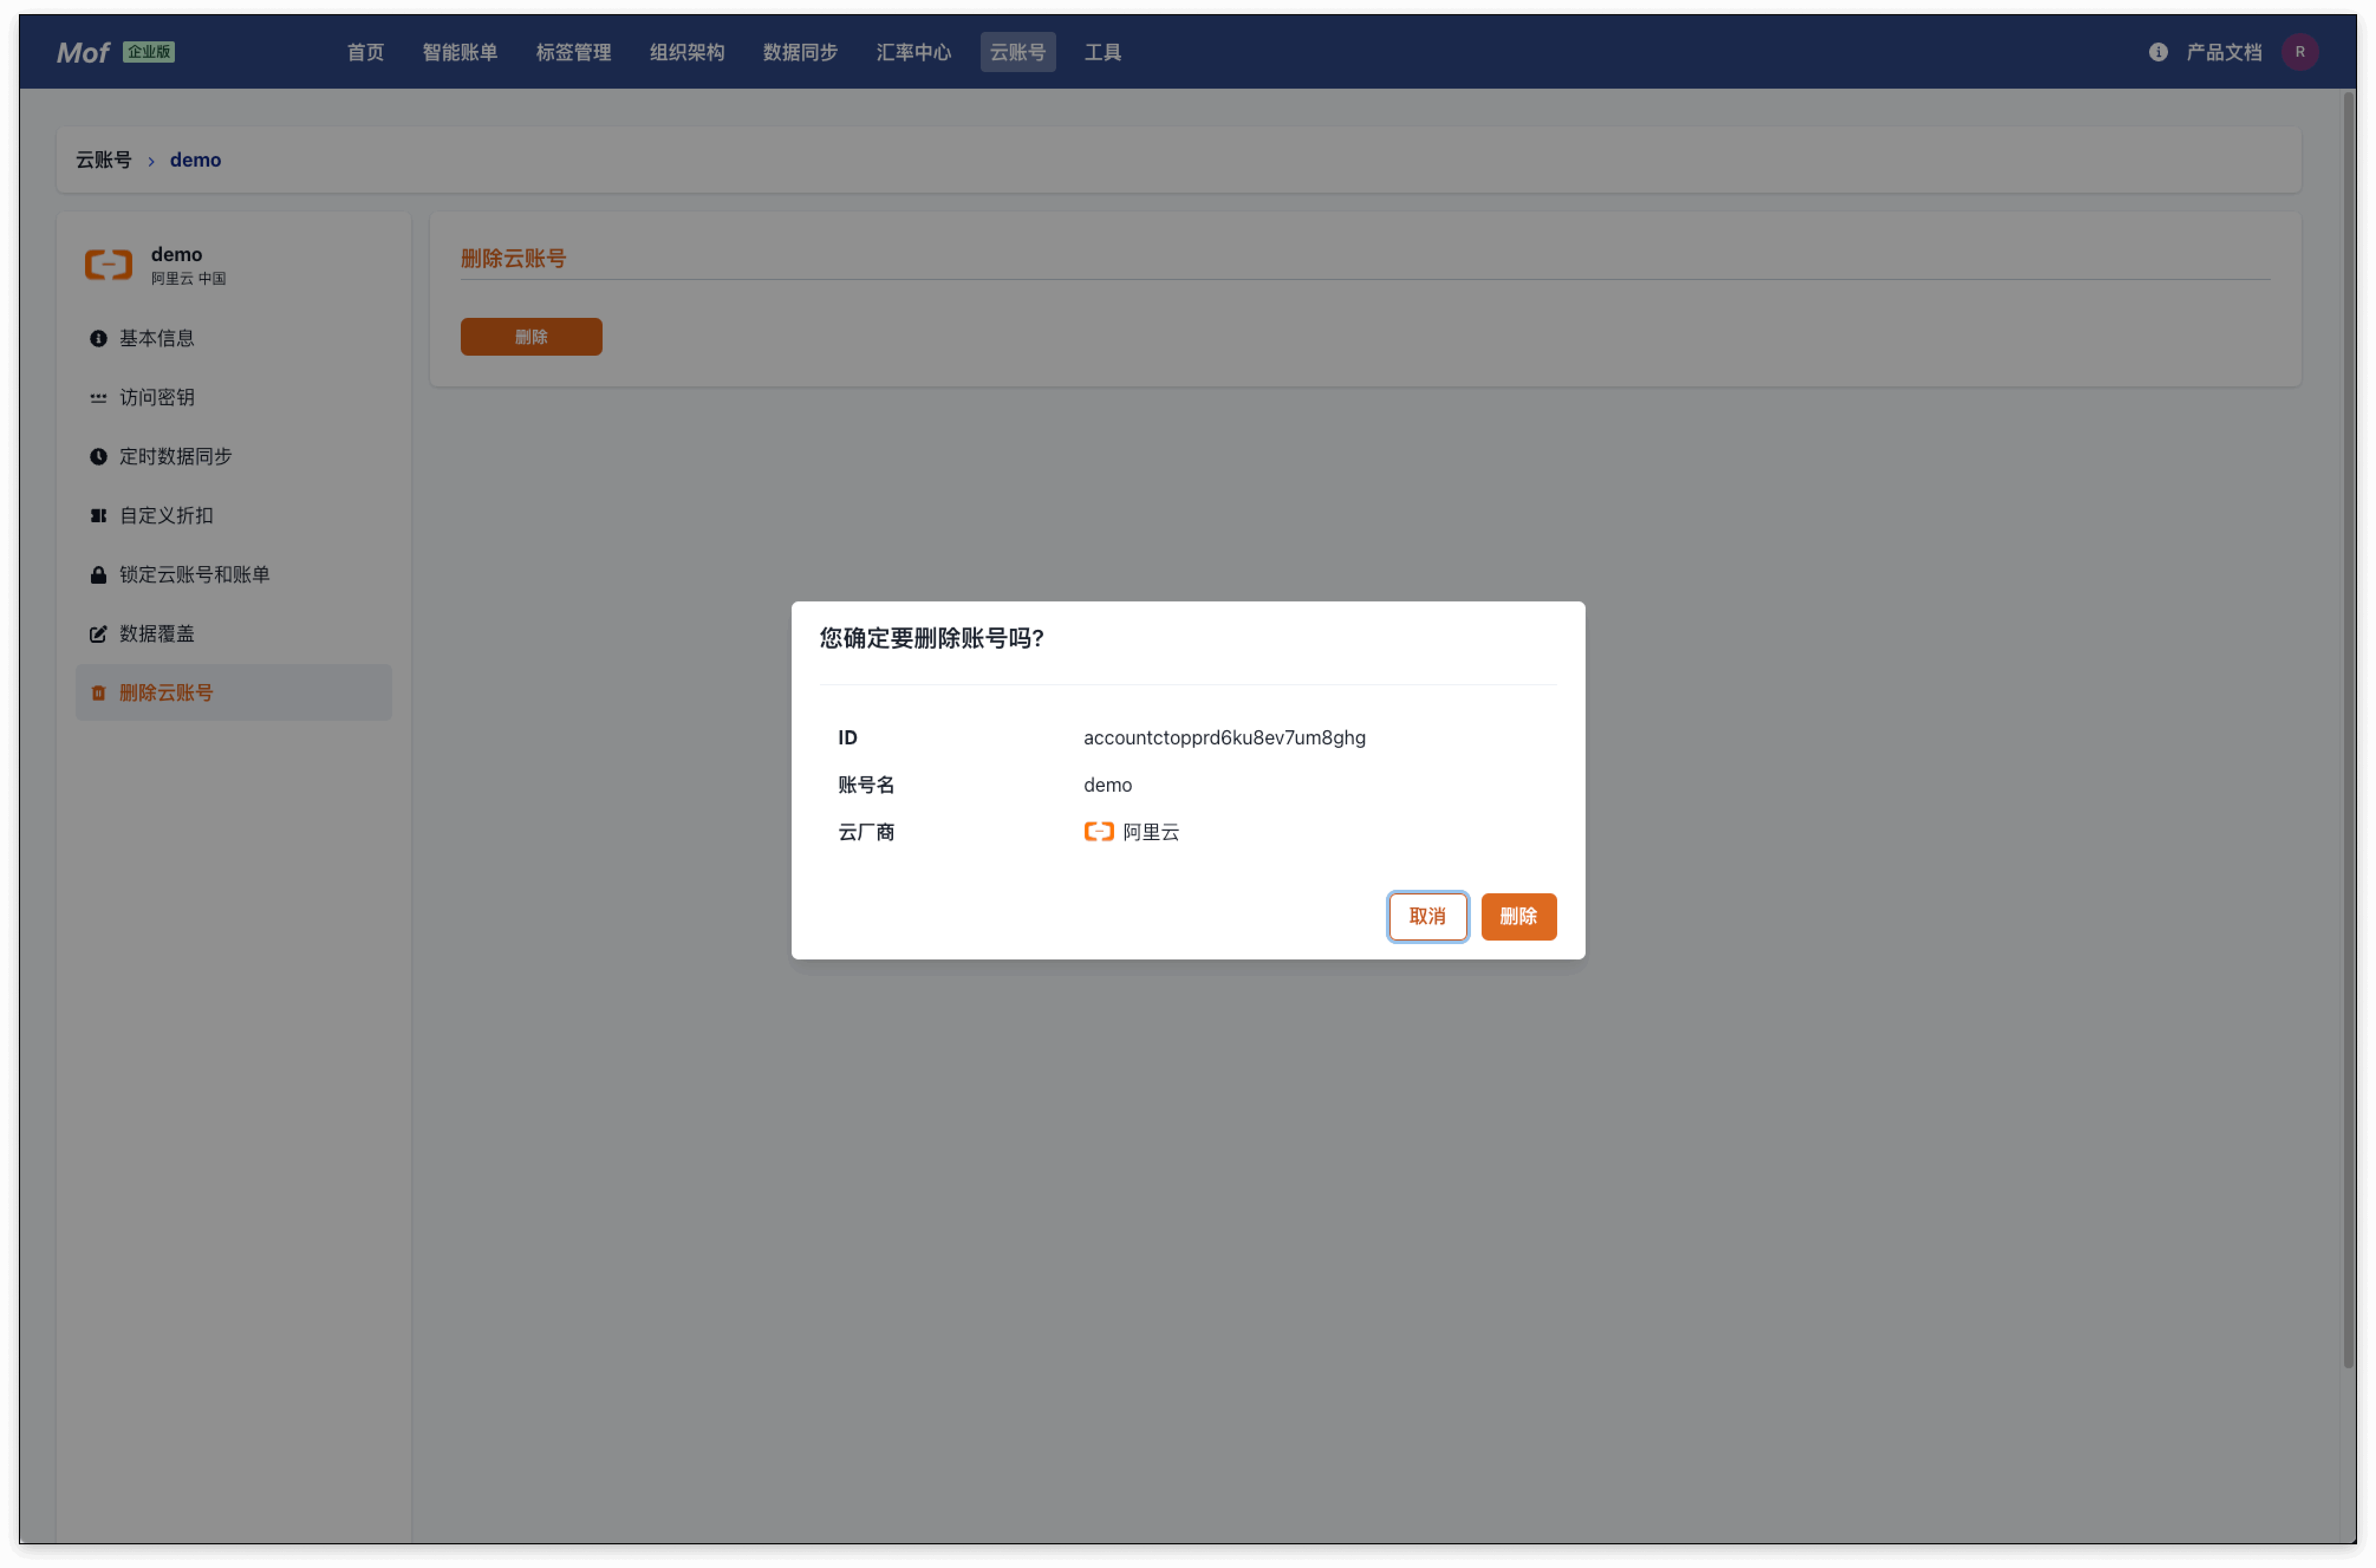 Mof 企业版 首页 智能账单 标签管理 组织架构 数据同步 汇率中心 云账号 工具 产品文档 R
云账号 › demo
demo
阿里云 中国
基本信息
访问密钥
定时数据同步
自定义折扣
锁定云账号和账单
数据覆盖
删除云账号
删除云账号
删除
您确定要删除账号吗?
ID accountctopprd6ku8ev7um8ghg
账号名 demo
云厂商 阿里云
取消 删除